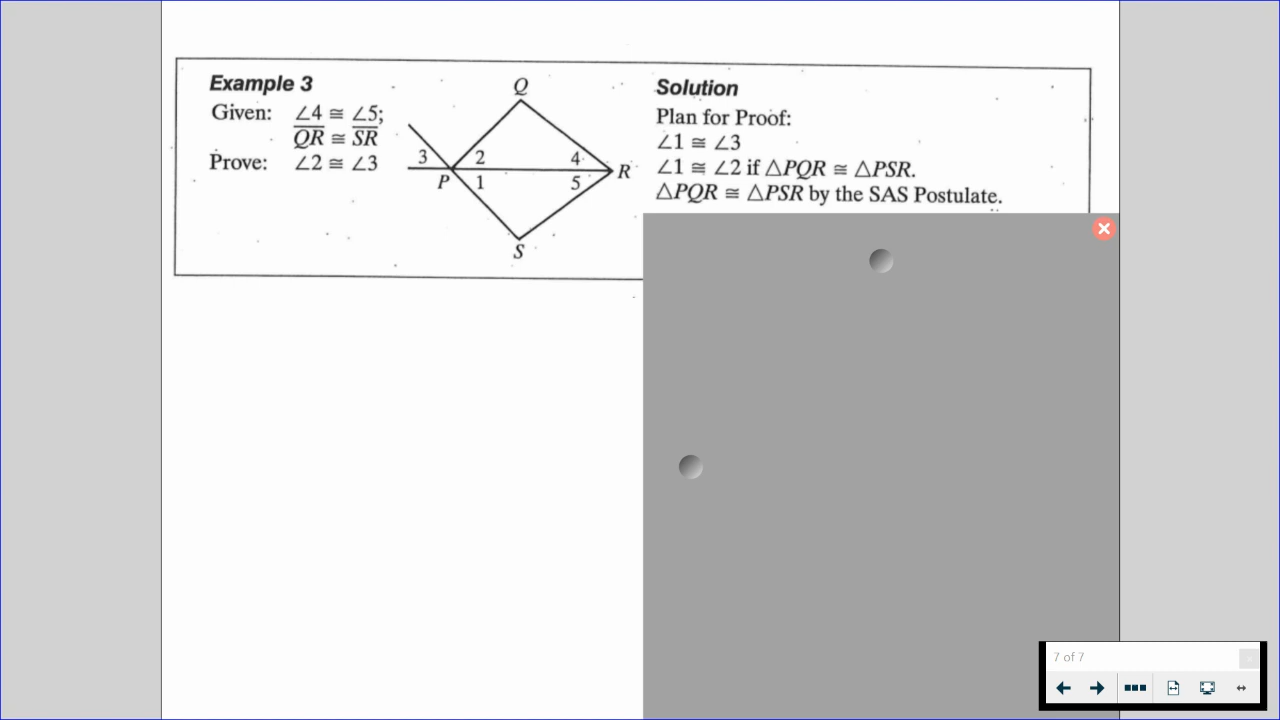 Example 3
Given: ∠4 ≅ ∠5;
QR ≅ SR
Prove: ∠2 ≅ ∠3
Q
3
2
4
R
P
1
5
S
Solution
Plan for Proof:
∠1 ≅ ∠3
∠1 ≅ ∠2 if △PQR ≅ △PSR.
△PQR ≅ △PSR by the SAS Postulate.
7 of 7